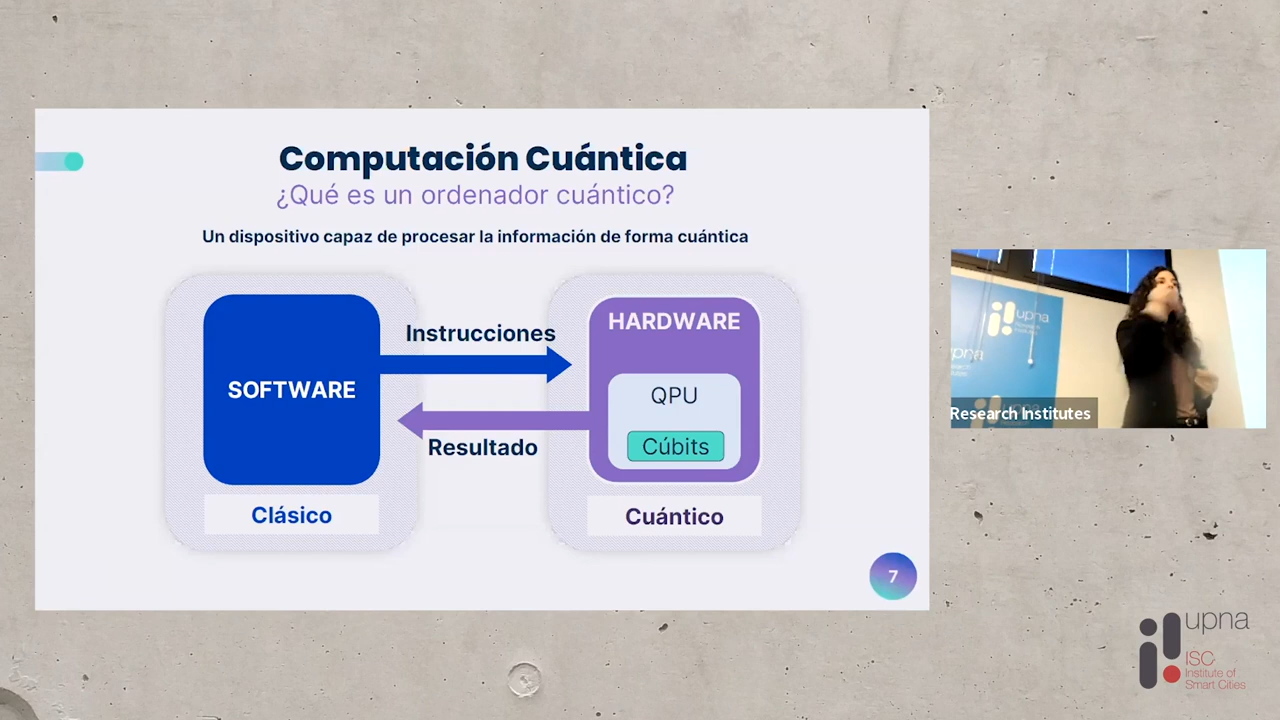 Computación Cuántica
¿Qué es un ordenador cuántico?
Un dispositivo capaz de procesar la información de forma cuántica
SOFTWARE
Clásico
Instrucciones
Resultado
HARDWARE
QPU
Cúbits
Cuántico
7
upna
upna
Research Institutes
upna
ISC
Institute of
Smart Cities